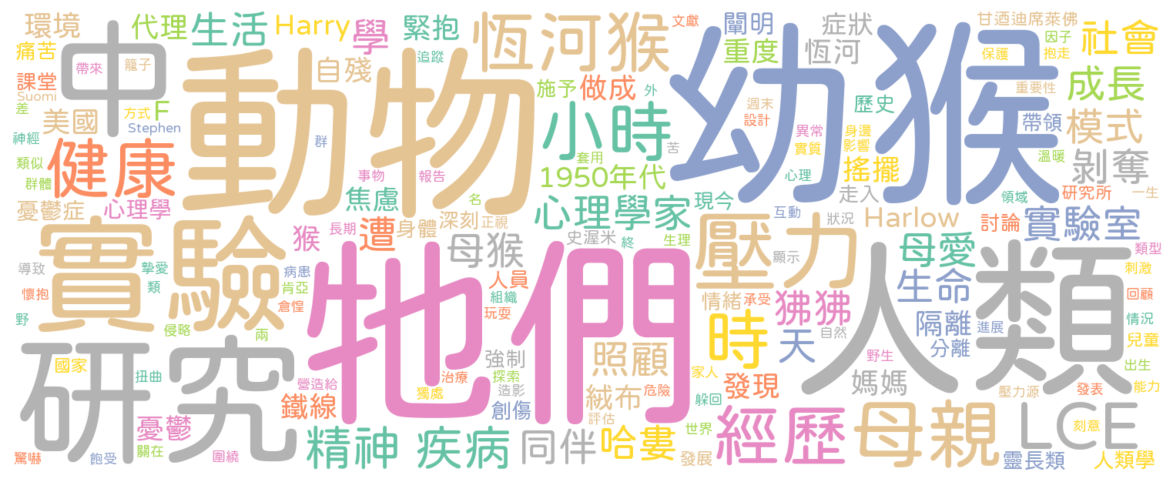 環境
代理
生活
Harry
學
緊抱
恆河猴
文獻
闡明
症狀
甘迺迪席萊佛
社會
痛苦
中
帶來
籠子
動物
自殘
追蹤
重度
恆河
幼猴
因子
保護
抱走
課堂
Suomi
差
方式
F
施予
做成
外
週末
設計
歷史
重要性
成長
美國
Stephen
小時
異常
實質
身邊
影響
帶領
模式
神經
健康
群
套用
苦
搖擺
溫暖
剝奪
類似
群體
事物
報告
1950年代
心理
走入
領域
研究所
一生
憂鬱症
心理學
焦慮
名
心理學家
現今
互動
狀況
Harlow
討論
實驗室
實驗
猴
長期
遭
身體
深刻
正視
史渥米
終
生理
壓力
母愛
人類
類型
導致
摯愛
類
病患
肯亞
母猴
人員
顯示
刺激
懷抱
倉惶
牠們
組織
玩耍
情緒
承受
狒狒
生命
回顧
野
侵略
兩
時
自然
隔離
進展
情況
研究
國家
扭曲
強制
探索
照顧
天
分離
兒童
營造給
治療
造影
家人
野生
出生
鐵線
獨處
創傷
絨布
危險
發現
躲回
媽媽
壓力源
發表
能力
憂鬱
評估
LCE
刻意
關在
精神
疾病
同伴
哈婁
世界
經歷
母親
驚嚇
飽受
圍繞
發展
靈長類
人類學